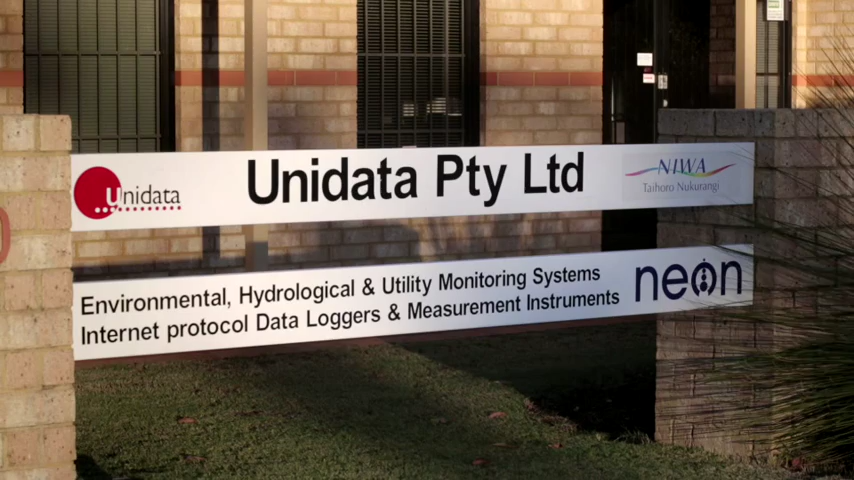 Unidata
Unidata Pty Ltd
NIWA
Taihoro Nukurangi
Environmental, Hydrological & Utility Monitoring Systems
Internet protocol Data Loggers & Measurement Instruments
neon